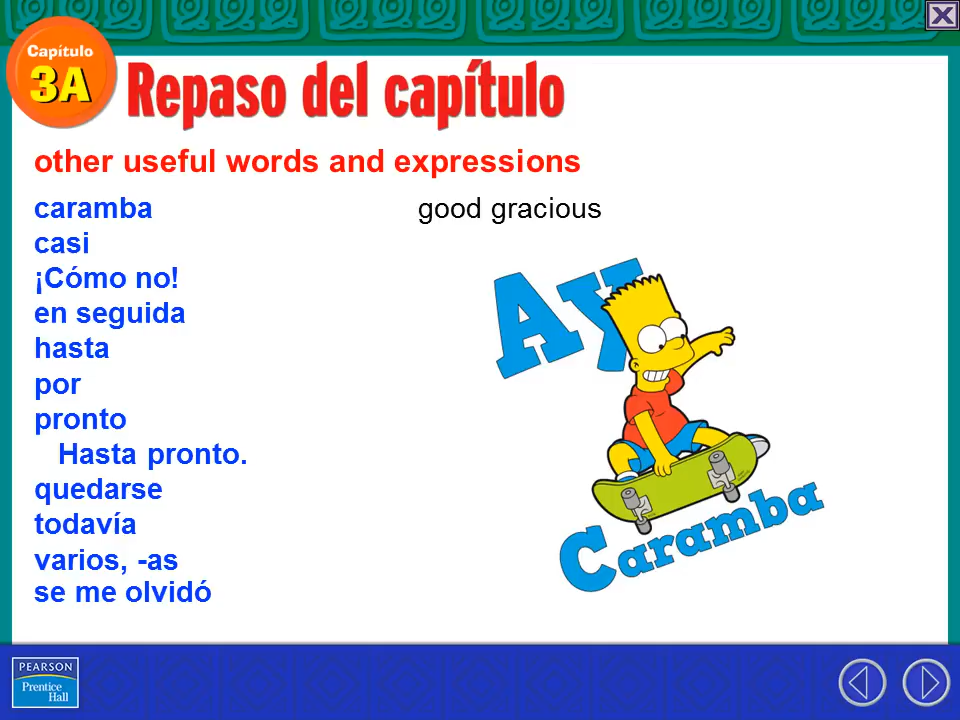 Capítulo
3A
Repaso del capítulo
other useful words and expressions
caramba
good gracious
casi
¡Cómo no!
en seguida
hasta
por
pronto
Hasta pronto.
quedarse
todavía
varios, -as
se me olvidó
Ay
Caramba
PEARSON
Prentice
Hall